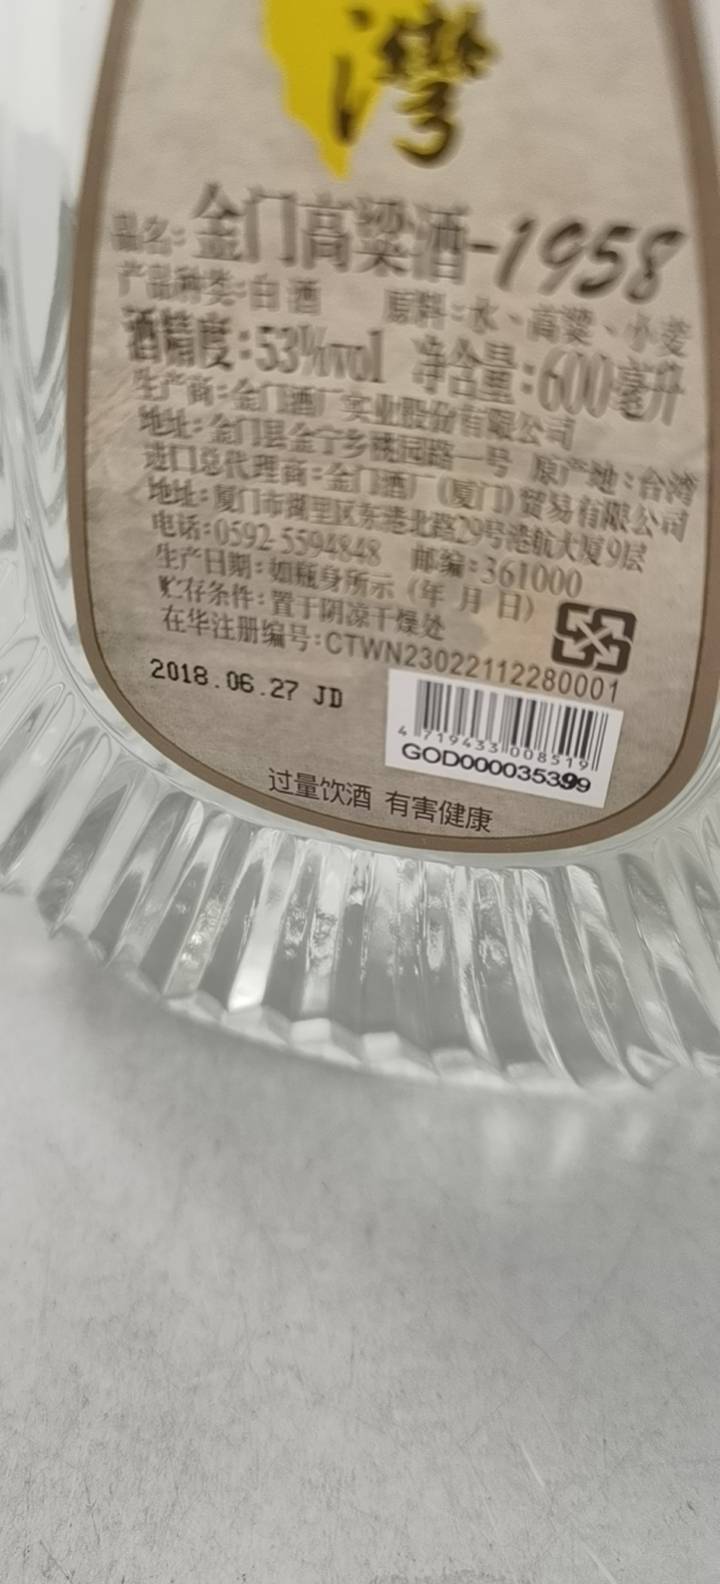 灣
品名:金门高粱酒-1958
产品种类:白酒 原料:水、高粱、小麦
酒精度:53%vol 净含量:600毫升
生产商:金门酒厂实业股份有限公司
地址:金门县金宁乡桃园路一号 原产地:台湾
进口总代理商:金门酒厂(厦门)贸易有限公司
地址:厦门市湖里区东港北路29号港航大厦9层
电话:0592-5594848 邮编:361000
生产日期:如瓶身所示(年 月 日)
贮存条件:置于阴凉干燥处
在华注册编号:CTWN23022112280001
2018.06.27 JD
4 719433 008519
GOD000035399
过量饮酒 有害健康